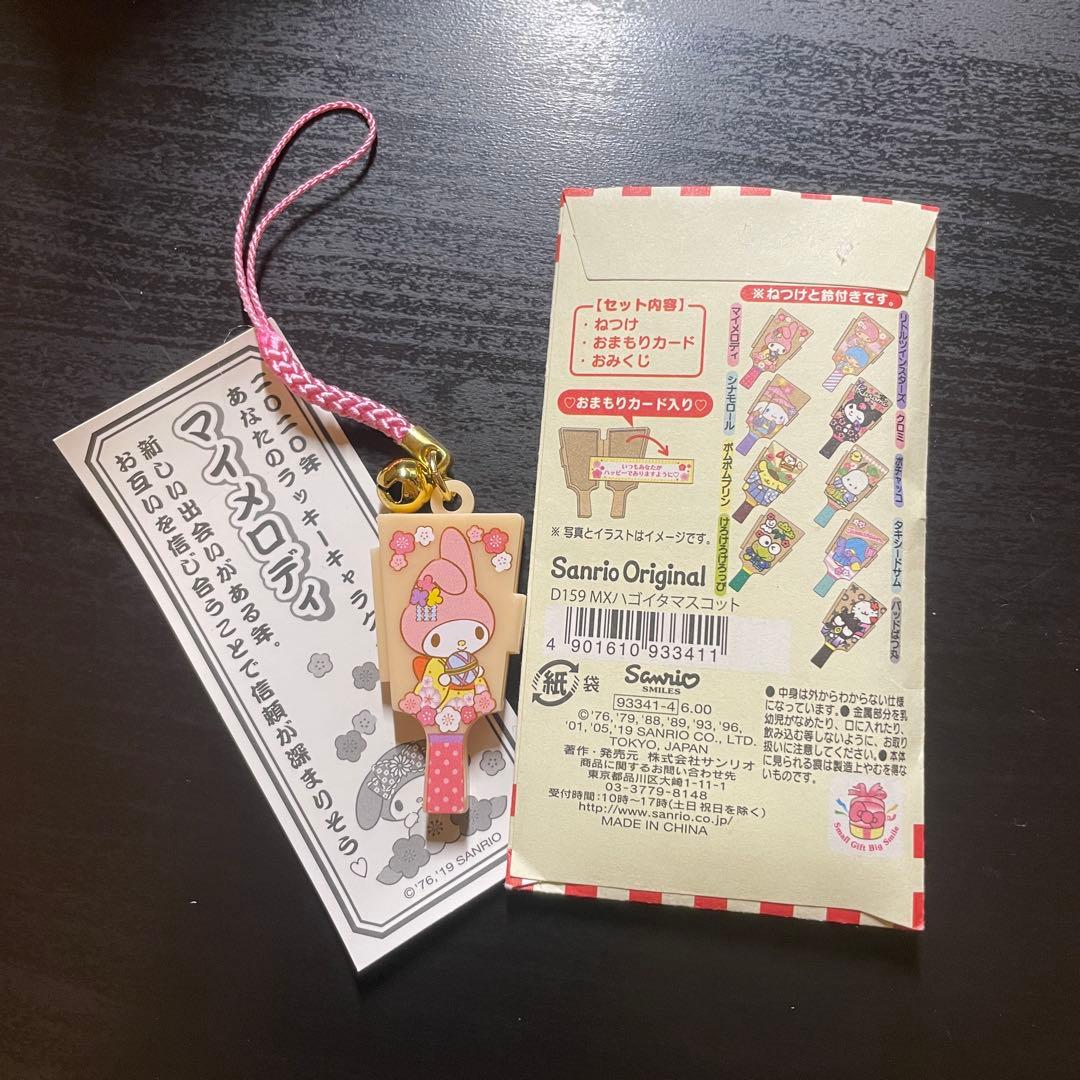 二〇二〇年
あなたのラッキーキャラク
マイメロディ
新しい出会いがある年。
お互いを信じ合うことで信頼が深まりそう♡
©'76,'19 SANRIO
【セット内容】
・ねつけ
・おまもりカード
・おみくじ
♡おまもりカード入り♡
いつもあなたが
ハッピーでありますように♡
※写真とイラストはイメージです。
※ねつけと鈴付きです。
マイメロディ
シナモロール
ポムポムプリン
けろけろけろっぴ
リトルツインスターズ
クロミ
ポチャッコ
タキシードサム
バッドばつ丸
Sanrio Original
D159 MXハゴイタマスコット
4 901610 933411
紙 袋
Sanrio
SMILES
93341-4 6.00
©'76,'79,'88,'89,'93,'96,
'01,'05,'19 SANRIO CO., LTD.
TOKYO, JAPAN
著作・発売元 株式会社サンリオ
商品に関するお問い合わせ先
東京都品川区大崎1-11-1
03-3779-8148
受付時間:10時〜17時(土日祝日を除く)
http://www.sanrio.co.jp/
MADE IN CHINA
●中身は外からわからない仕様
になっています。●金属部分を乳
幼児がなめたり、口に入れたり、
飲み込む等しないように、お取り
扱いに注意してください。●本体
に見られる裏は製造上やむを得な
いものです。
Small Gift Big Smile